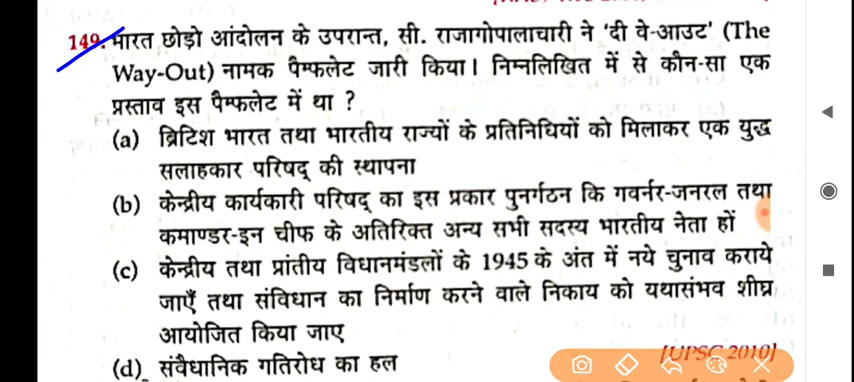 149. भारत छोड़ो आंदोलन के उपरान्त, सी. राजागोपालाचारी ने 'दी वे-आउट' (The
Way-Out) नामक पैम्फलेट जारी किया। निम्नलिखित में से कौन-सा एक
प्रस्ताव इस पैम्फलेट में था ?
(a) ब्रिटिश भारत तथा भारतीय राज्यों के प्रतिनिधियों को मिलाकर एक युद्ध
सलाहकार परिषद् की स्थापना
(b) केन्द्रीय कार्यकारी परिषद् का इस प्रकार पुनर्गठन कि गवर्नर-जनरल तथा
कमाण्डर-इन चीफ के अतिरिक्त अन्य सभी सदस्य भारतीय नेता हों
(c) केन्द्रीय तथा प्रांतीय विधानमंडलों के 1945 के अंत में नये चुनाव कराये
जाएँ तथा संविधान का निर्माण करने वाले निकाय को यथासंभव शीघ्र
आयोजित किया जाए
(d) संवैधानिक गतिरोध का हल
[UPSC 2010]